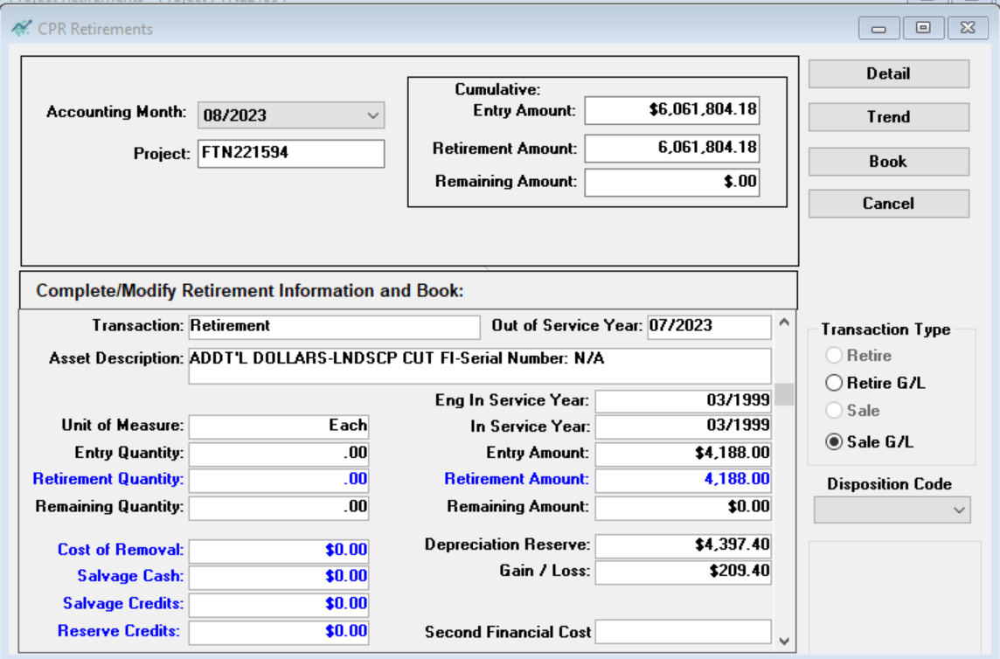 CPR Retirements
Accounting Month: 08/2023
Project: FTN221594
Cumulative:
Entry Amount: $6,061,804.18
Retirement Amount: 6,061,804.18
Remaining Amount: $.00
Detail
Trend
Book
Cancel
Complete/Modify Retirement Information and Book:
Transaction: Retirement Out of Service Year: 07/2023
Asset Description: ADDT'L DOLLARS-LNDSCP CUT FI-Serial Number: N/A
Eng In Service Year: 03/1999
Unit of Measure: Each In Service Year: 03/1999
Entry Quantity: .00 Entry Amount: $4,188.00
Retirement Quantity: .00 Retirement Amount: 4,188.00
Remaining Quantity: .00 Remaining Amount: $0.00
Cost of Removal: $0.00 Depreciation Reserve: $4,397.40
Salvage Cash: $0.00 Gain / Loss: $209.40
Salvage Credits: $0.00
Reserve Credits: $0.00 Second Financial Cost
Transaction Type
Retire
Retire G/L
Sale
Sale G/L
Disposition Code